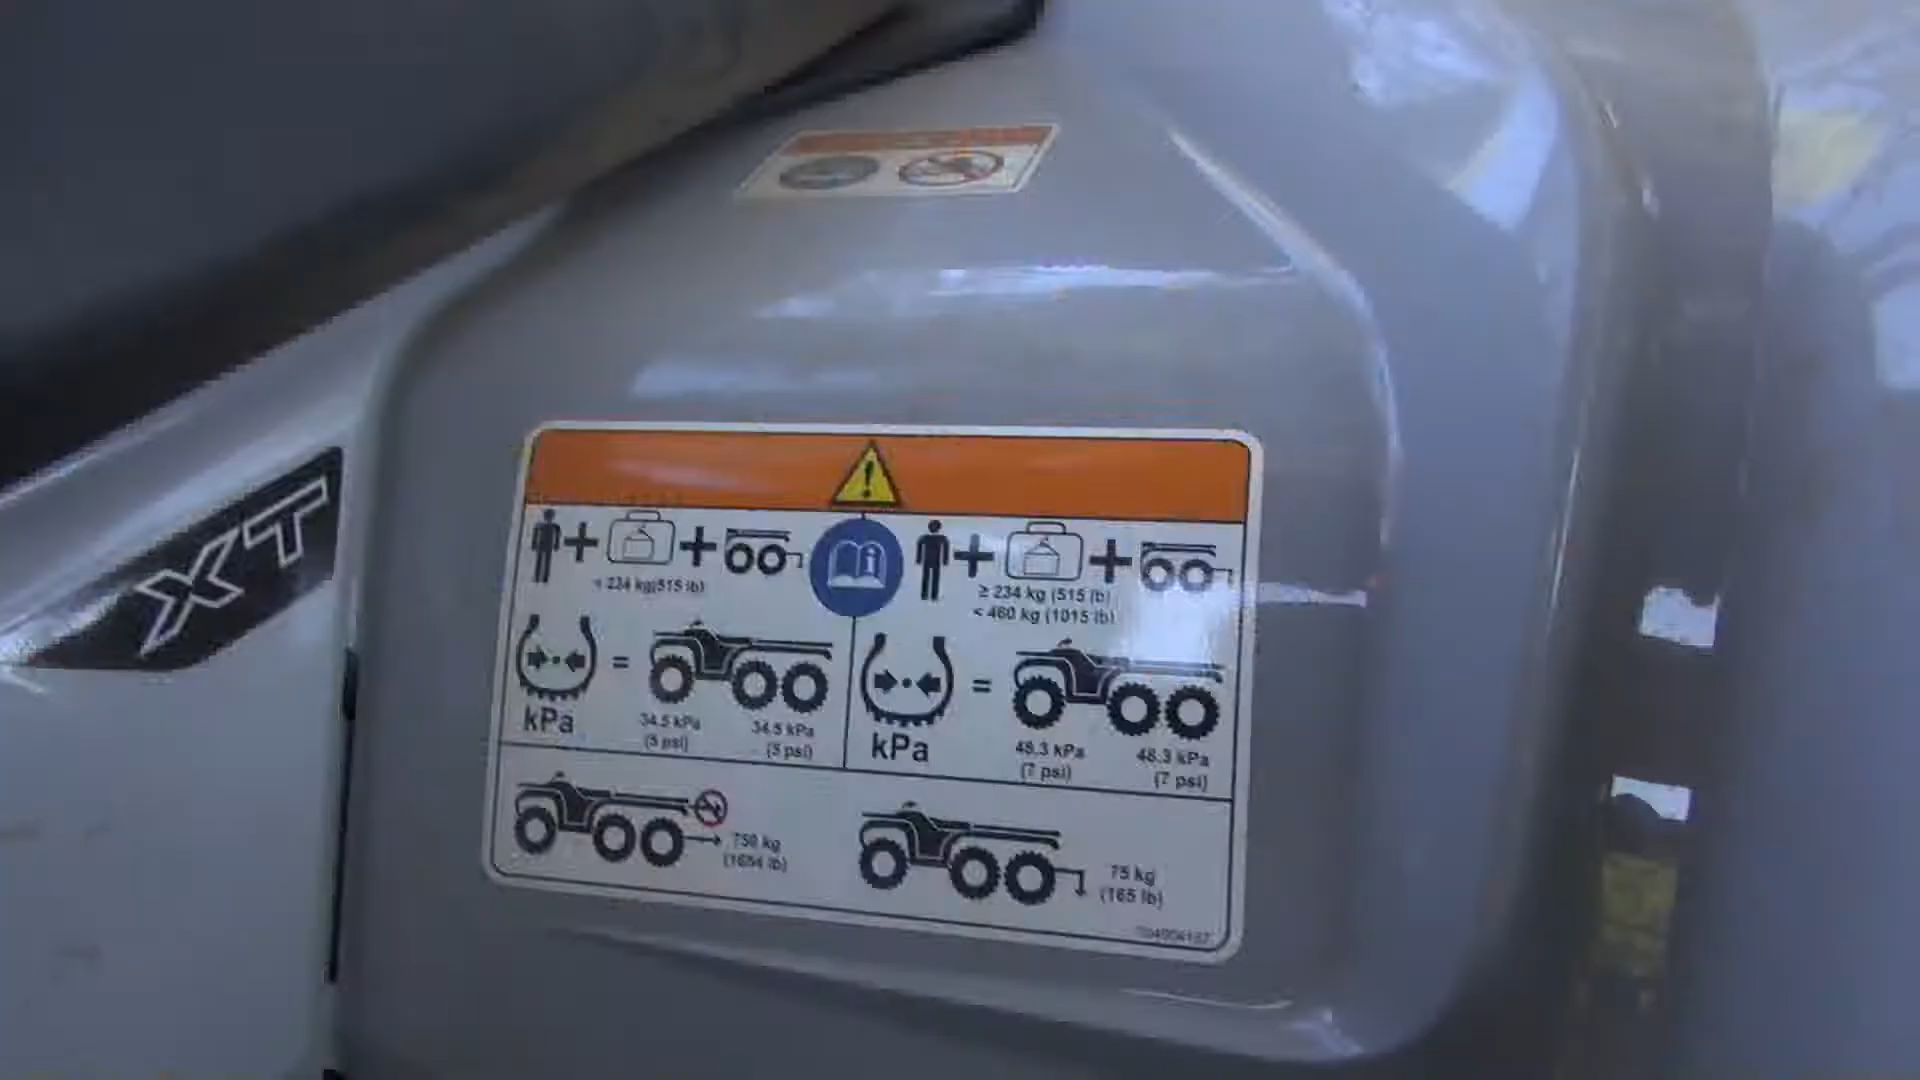 XT
< 234 kg(515 lb)
≥ 234 kg (515 lb)
< 460 kg (1015 lb)
kPa
=
34.5 kPa
(5 psi)
34.5 kPa
(5 psi)
kPa
=
48.3 kPa
(7 psi)
48.3 kPa
(7 psi)
750 kg
(1654 lb)
75 kg
(165 lb)